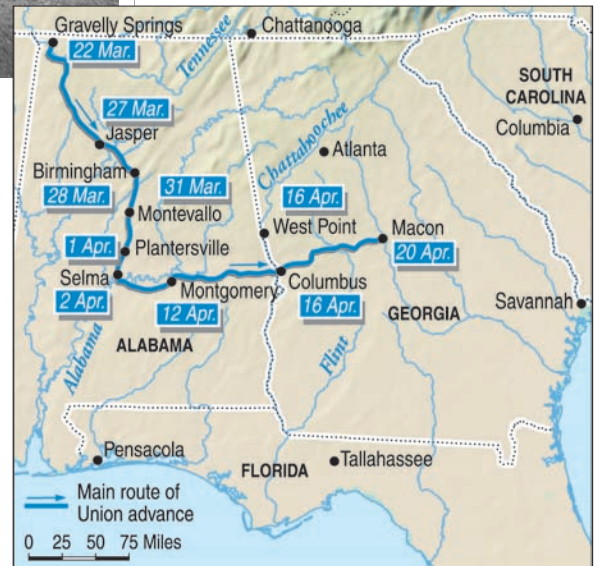 Gravelly Springs
22 Mar.
Chattanooga
Tennessee
27 Mar.
Jasper
SOUTH
CAROLINA
Columbia
Chattahoochee
Atlanta
Birmingham
28 Mar.
31 Mar.
Montevallo
16 Apr.
West Point
Macon
20 Apr.
1 Apr.
Plantersville
Selma
2 Apr.
Montgomery
12 Apr.
Columbus
16 Apr.
GEORGIA
Savannah
ALABAMA
Alabama
Flint
Pensacola
FLORIDA
Tallahassee
Main route of
Union advance
0 25 50 75 Miles